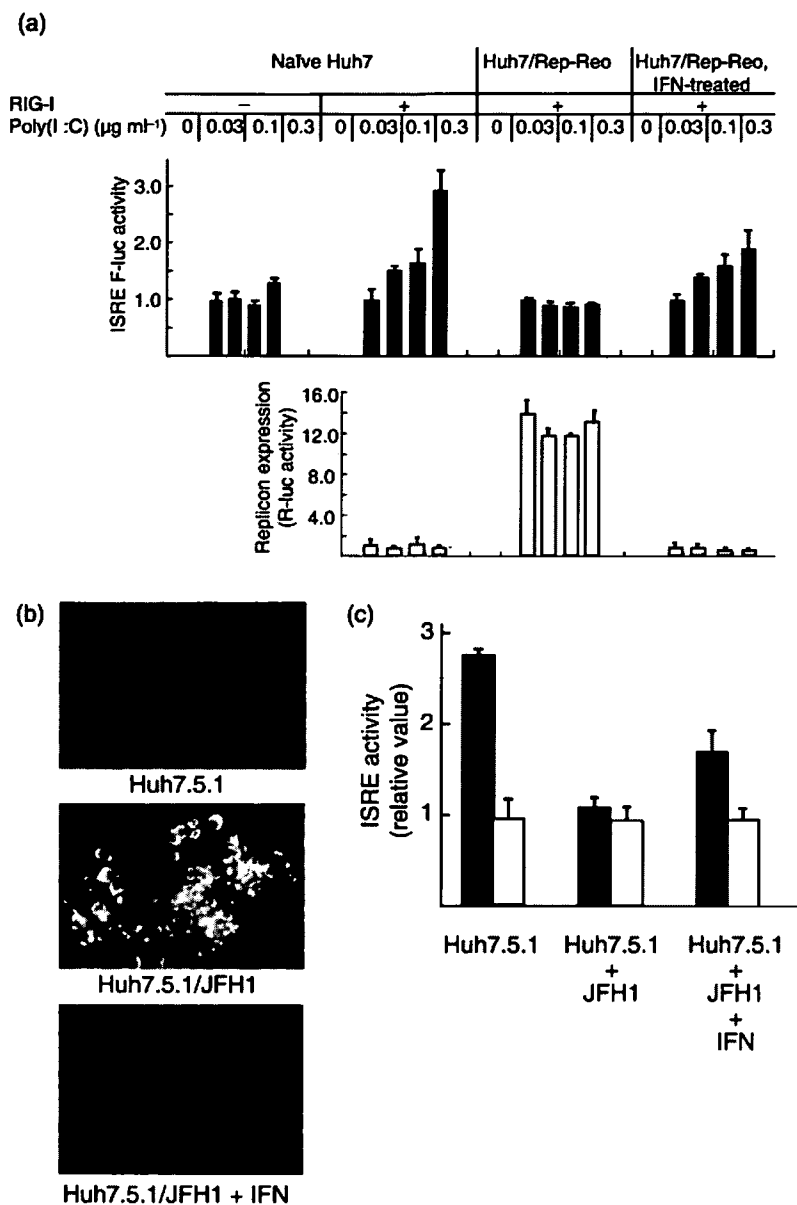 (a)
Naïve Huh7 Huh7/Rep-Reo Huh7/Rep-Reo,
IFN-treated
RIG-I − + + +
Poly(I :C) (µg ml⁻¹) 0 0.03 0.1 0.3 0 0.03 0.1 0.3 0 0.03 0.1 0.3 0 0.03 0.1 0.3
ISRE F-luc activity
3.0
2.0
1.0
Replicon expression
(R-luc activity)
16.0
12.0
8.0
4.0
(b)
Huh7.5.1
Huh7.5.1/JFH1
Huh7.5.1/JFH1 + IFN
(c)
ISRE activity
(relative value)
3
2
1
Huh7.5.1 Huh7.5.1 Huh7.5.1
+ +
JFH1 JFH1
+
IFN